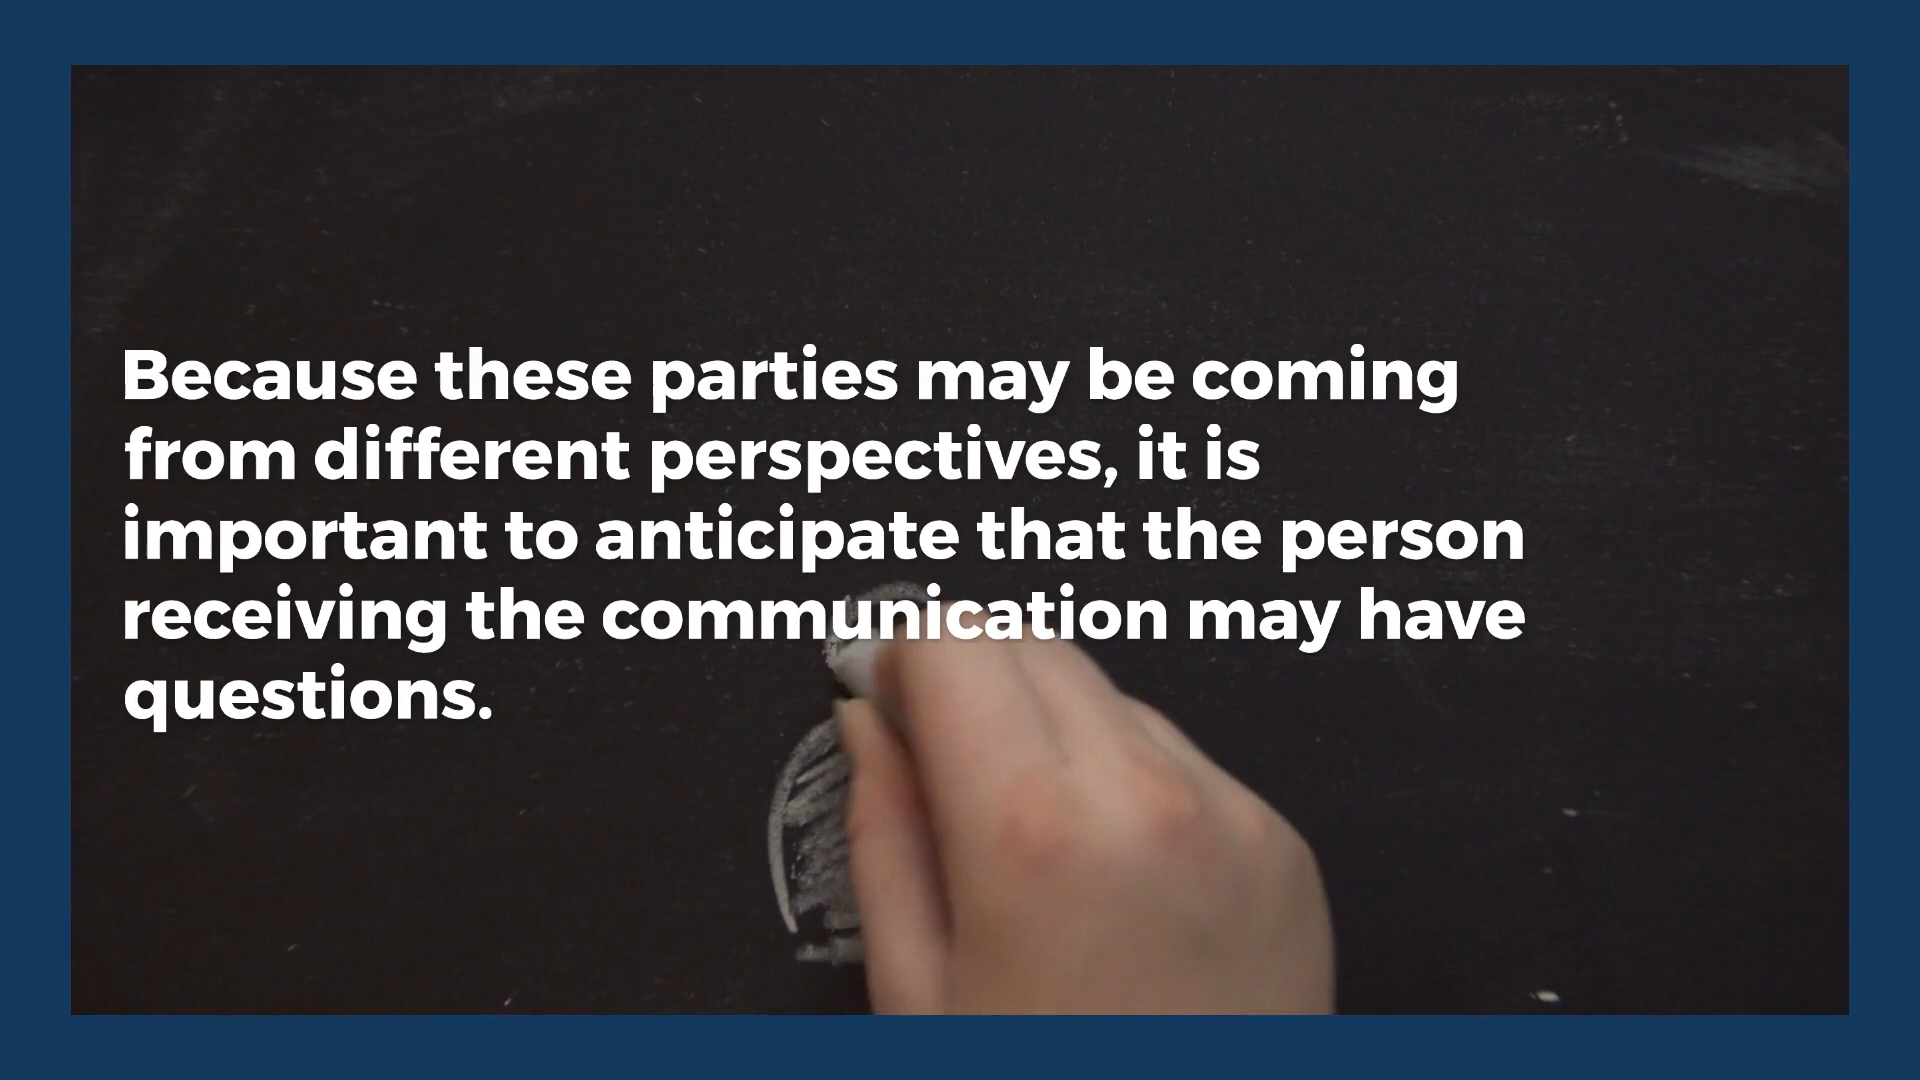 Because these parties may be coming
from different perspectives, it is
important to anticipate that the person
receiving the communication may have
questions.